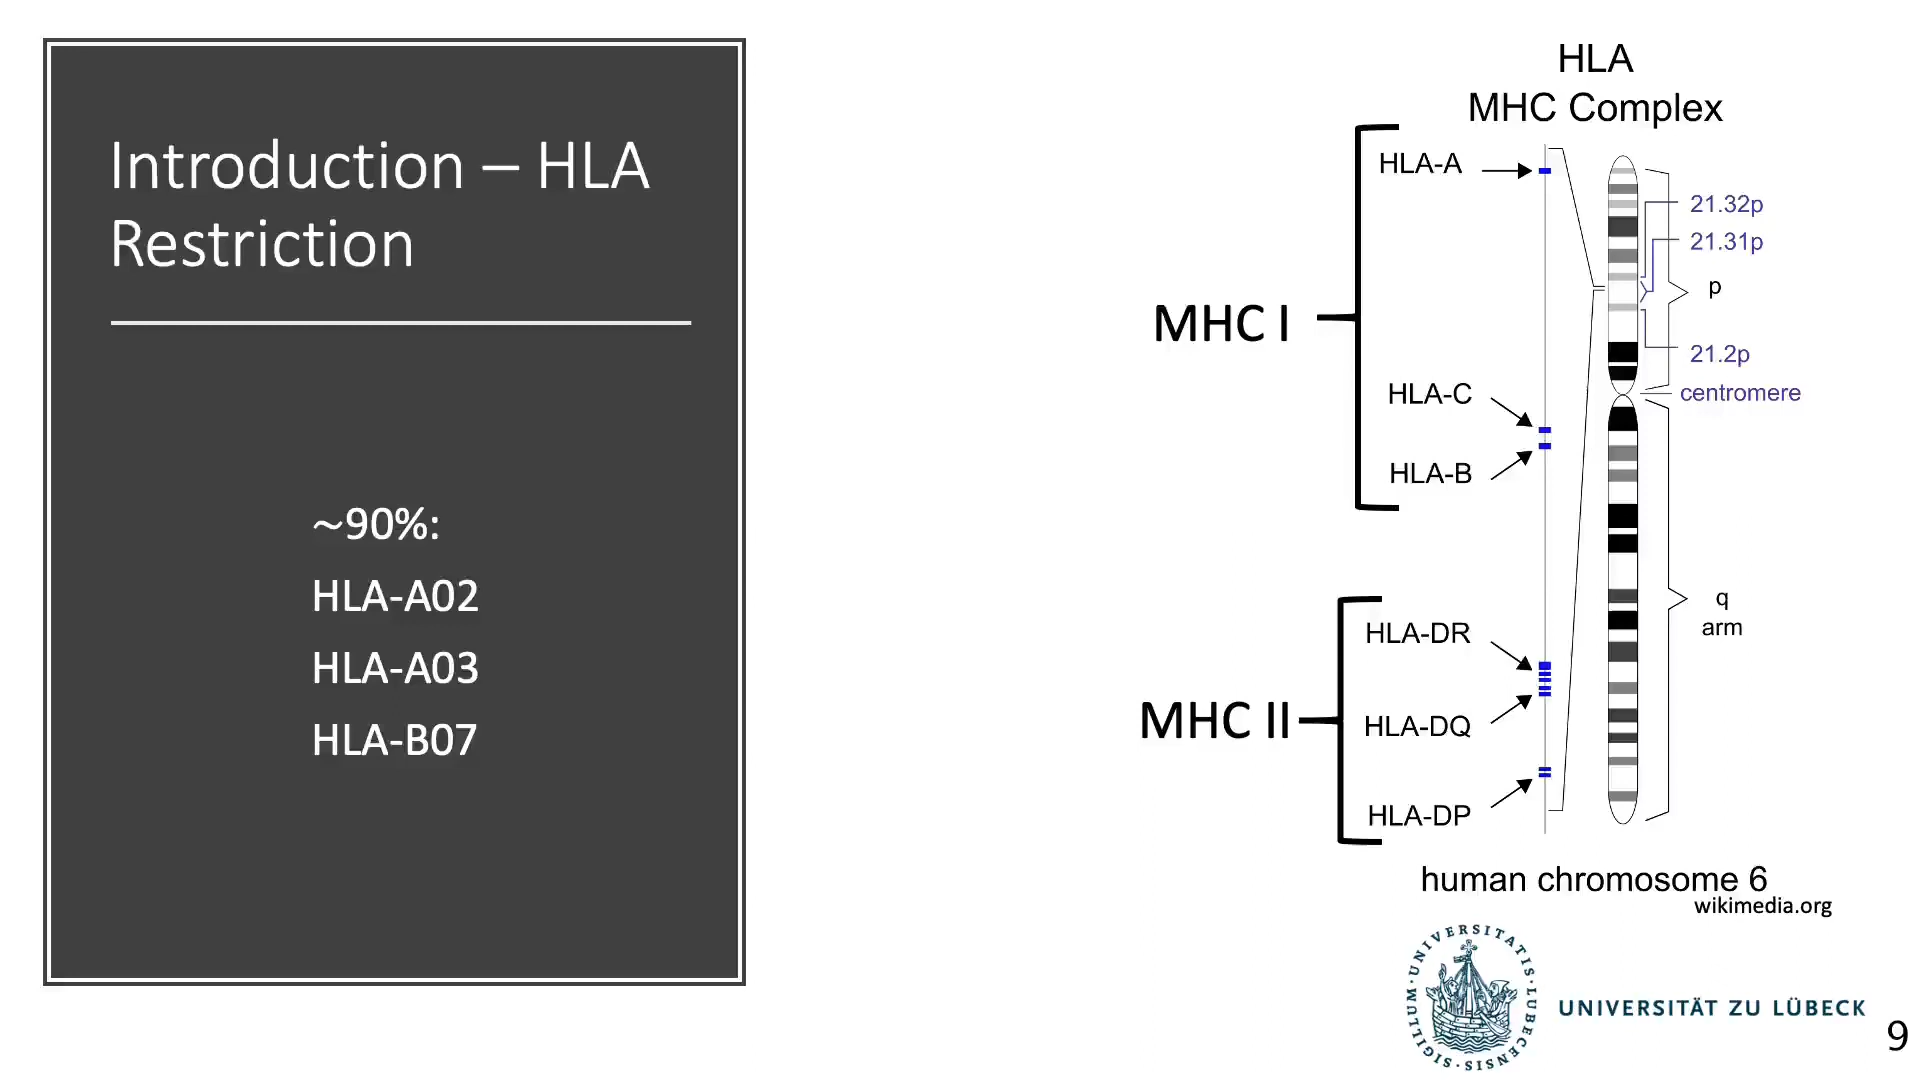 Introduction – HLA
Restriction
~90%:
HLA-A02
HLA-A03
HLA-B07
HLA
MHC Complex
MHC I
HLA-A
HLA-C
HLA-B
MHC II
HLA-DR
HLA-DQ
HLA-DP
21.32p
21.31p
p
21.2p
centromere
q
arm
human chromosome 6
wikimedia.org
SIGILLUM · UNIVERSITATIS · LUBECENSIS ·
UNIVERSITÄT ZU LÜBECK
9